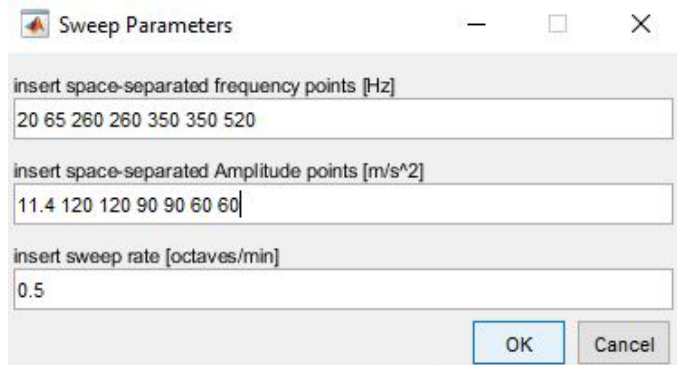 Sweep Parameters
insert space-separated frequency points [Hz]
20 65 260 260 350 350 520
insert space-separated Amplitude points [m/s^2]
11.4 120 120 90 90 60 60
insert sweep rate [octaves/min]
0.5
OK Cancel